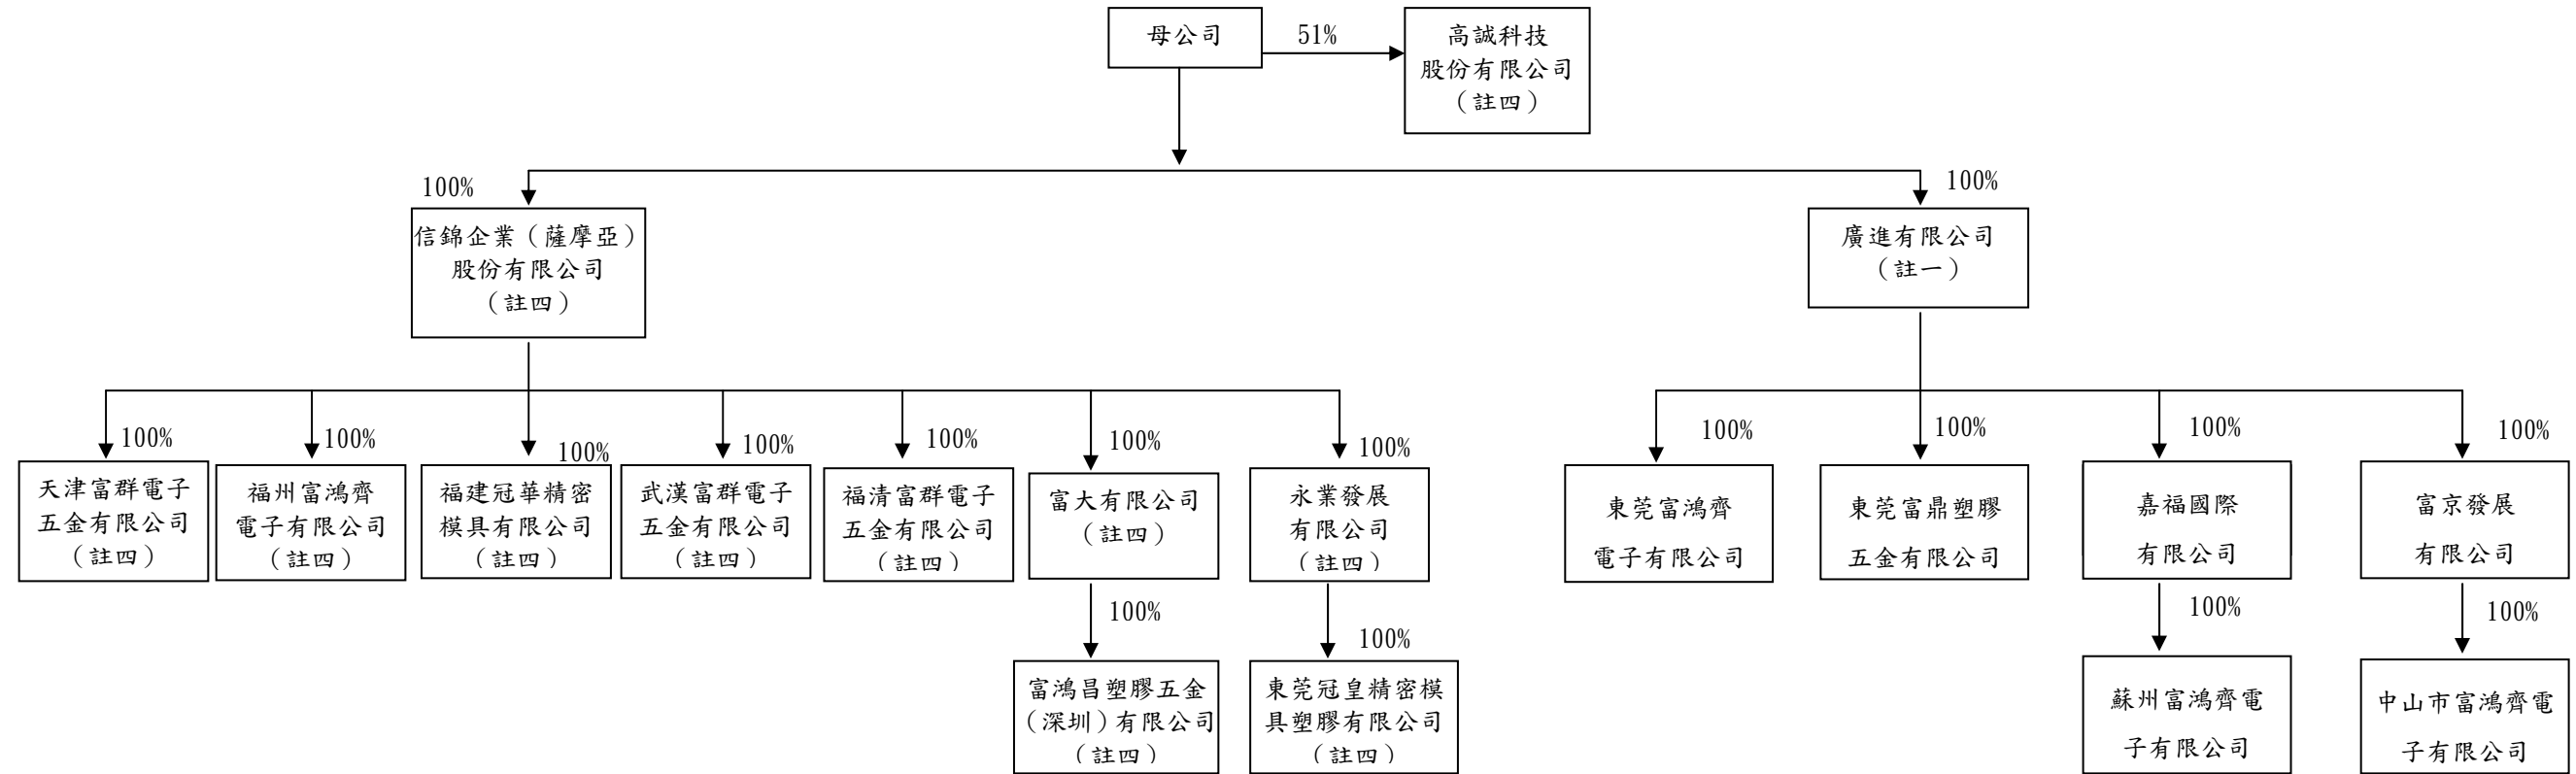 母公司
51%
高誠科技
股份有限公司
（註四）
100%
100%
信錦企業（薩摩亞）
股份有限公司
（註四）
廣進有限公司
（註一）
100%
100%
100%
100%
100%
100%
100%
100%
100%
100%
100%
天津富群電子
五金有限公司
（註四）
福州富鴻齊
電子有限公司
（註四）
福建冠華精密
模具有限公司
（註四）
武漢富群電子
五金有限公司
（註四）
福清富群電子
五金有限公司
（註四）
富大有限公司
（註四）
永業發展
有限公司
（註四）
東莞富鴻齊
電子有限公司
東莞富鼎塑膠
五金有限公司
嘉福國際
有限公司
富京發展
有限公司
100%
100%
100%
100%
富鴻昌塑膠五金
（深圳）有限公司
（註四）
東莞冠皇精密模
具塑膠有限公司
（註四）
蘇州富鴻齊電
子有限公司
中山市富鴻齊電
子有限公司